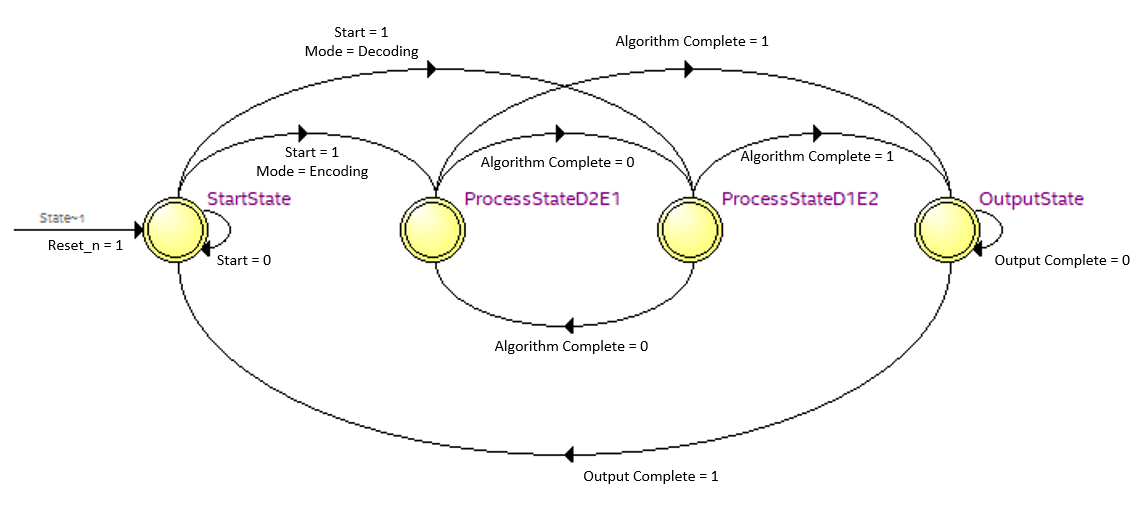 Start = 1
Mode = Decoding
Algorithm Complete = 1
Start = 1
Mode = Encoding
Algorithm Complete = 0
Algorithm Complete = 1
StartState
ProcessStateD2E1
ProcessStateD1E2
OutputState
State~1
Reset_n = 1
Start = 0
Output Complete = 0
Algorithm Complete = 0
Output Complete = 1